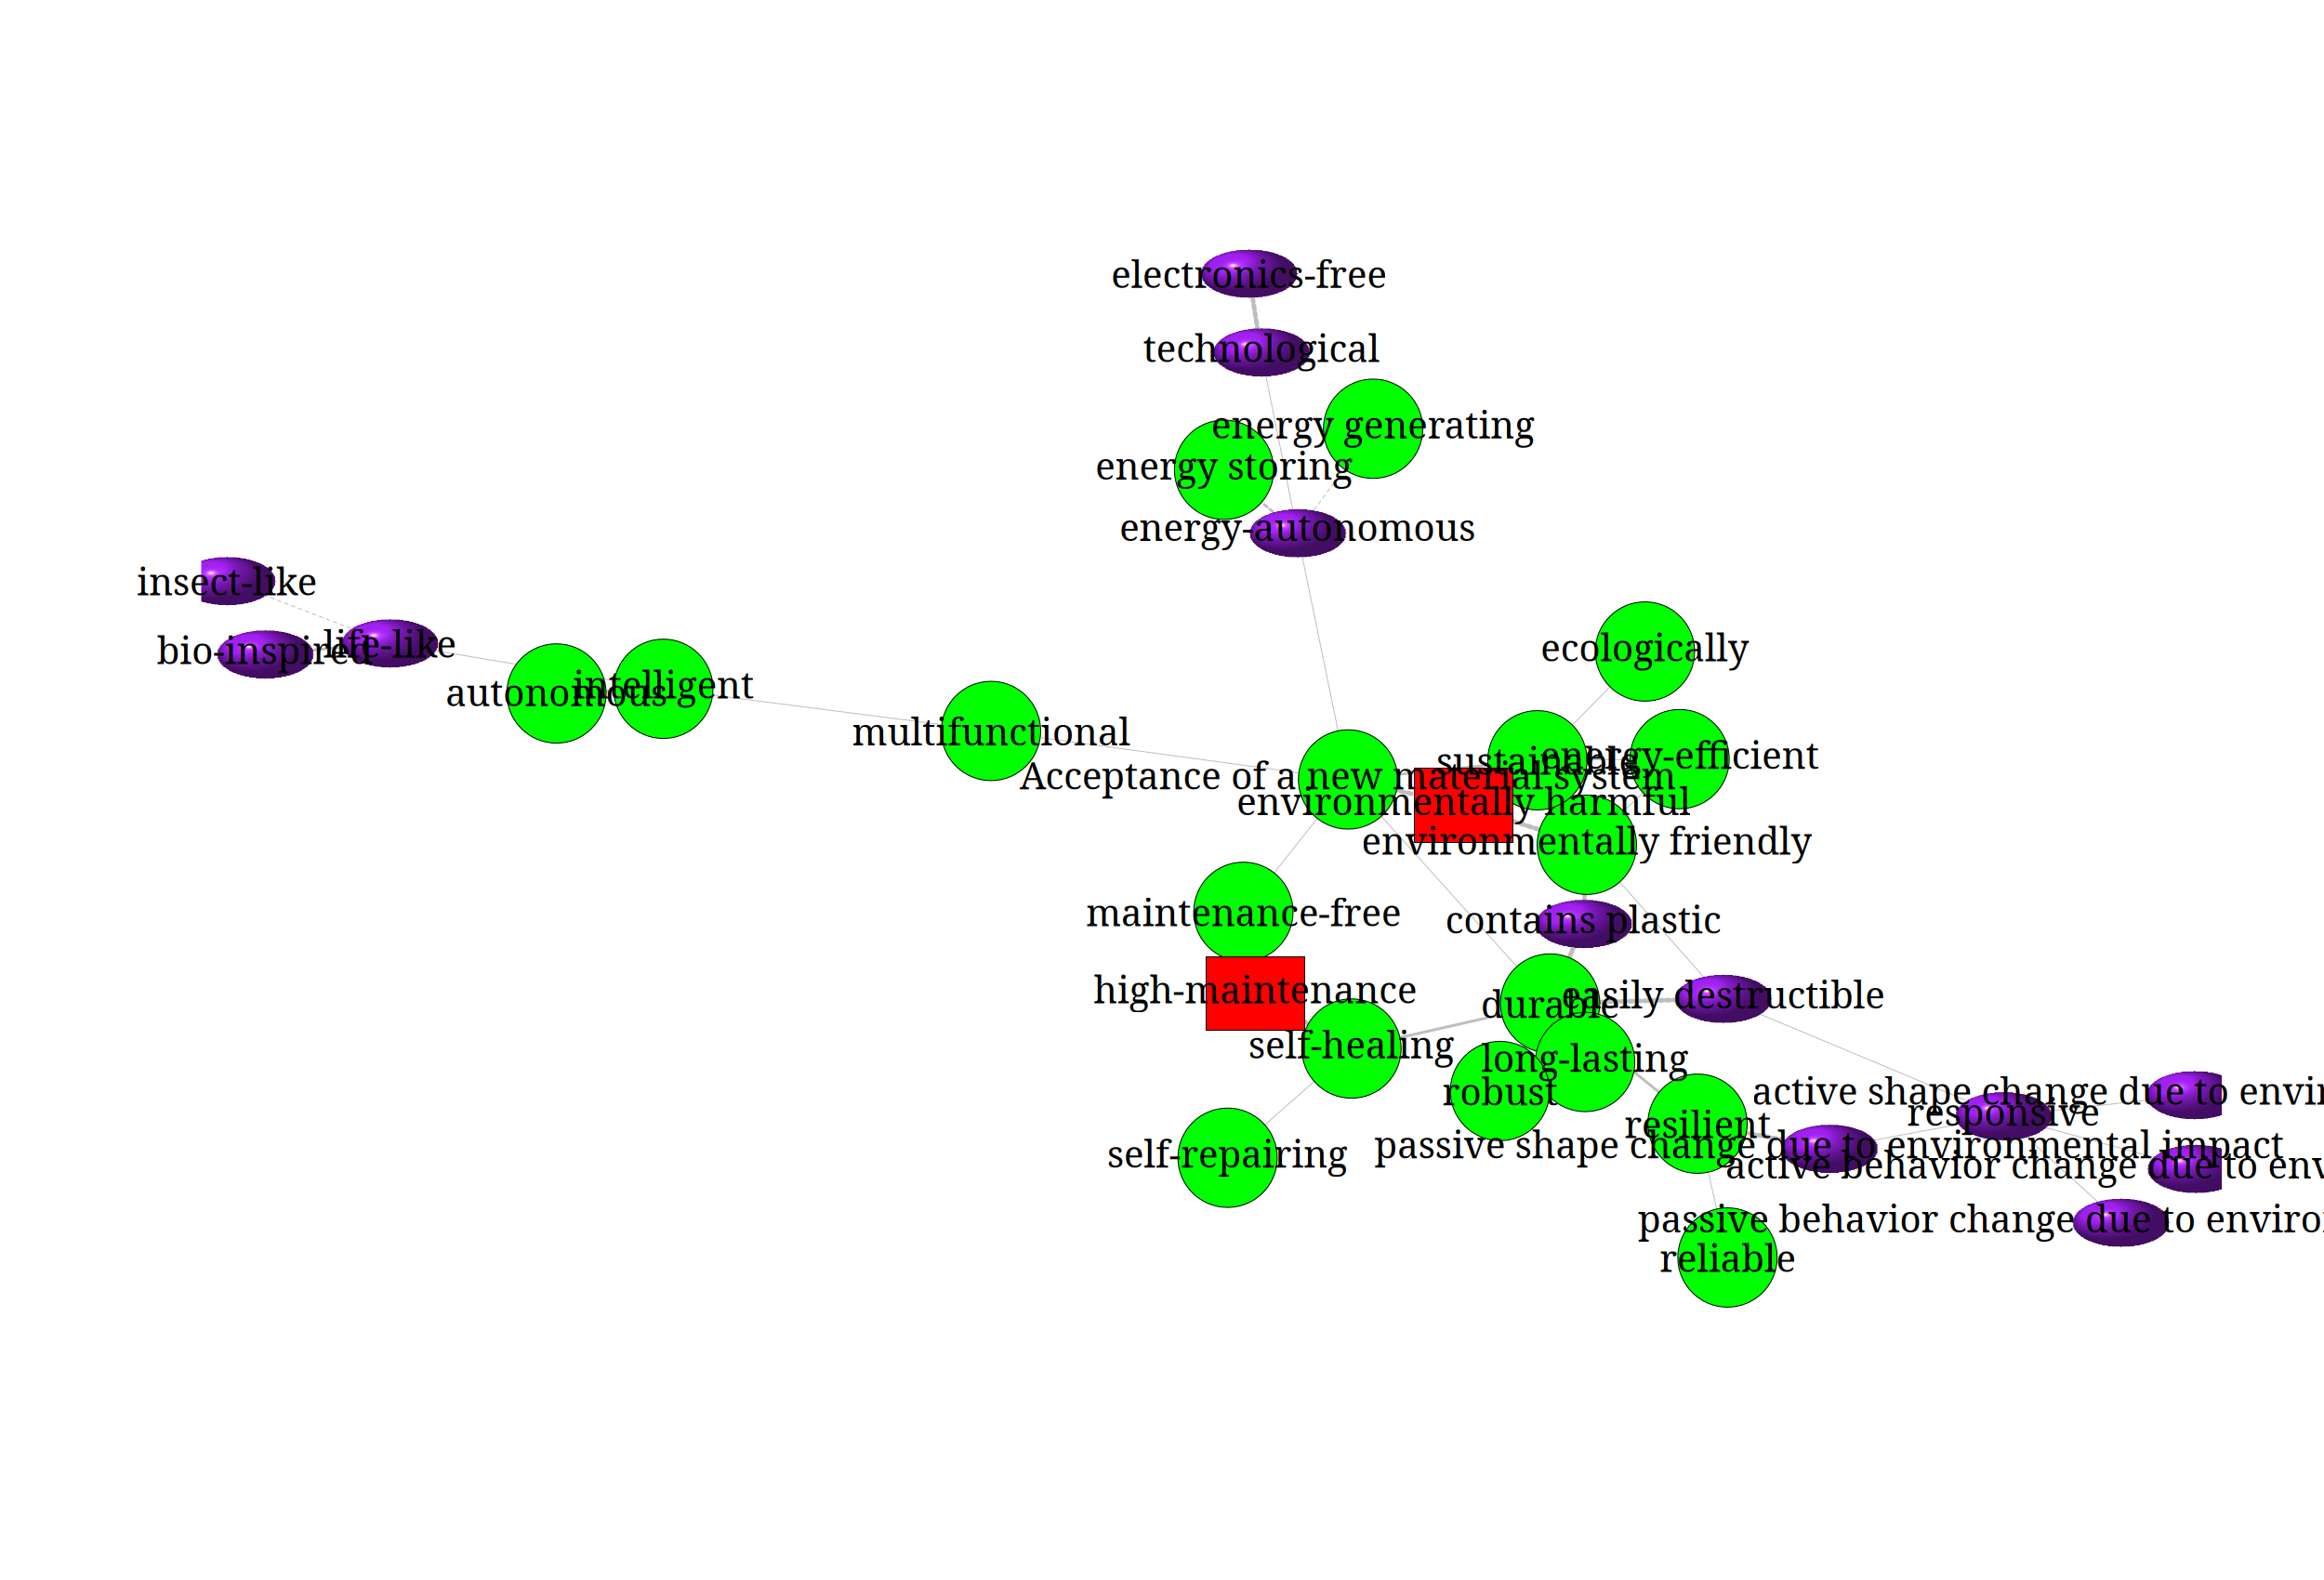 electronics-free
technological
energy generating
energy storing
energy-autonomous
insect-like
life-like
bio-inspired
autonomous
intelligent
multifunctional
ecologically
sustainable
energy-efficient
Acceptance of a new material system
environmentally harmful
environmentally friendly
maintenance-free
contains plastic
high-maintenance
durable
easily destructible
self-healing
long-lasting
robust
active shape change due to envir
responsive
resilient
passive shape change due to environmental impact
self-repairing
active behavior change due to env
passive behavior change due to enviro
reliable